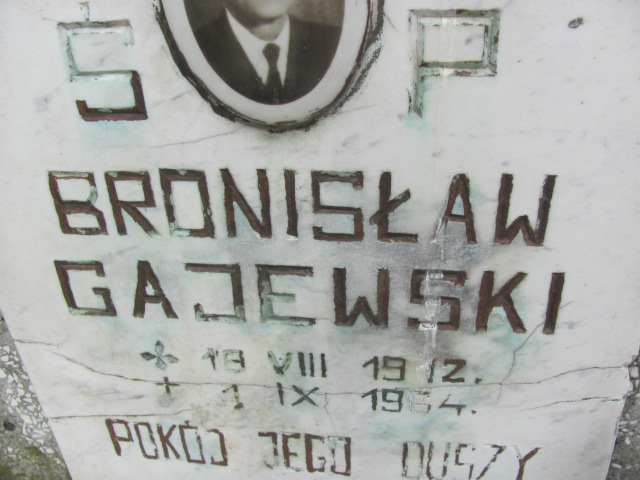 Ś P
BRONISŁAW
GAJEWSKI
18 VIII 1912.
1 IX 1964.
POKÓJ JEGO DUSZY